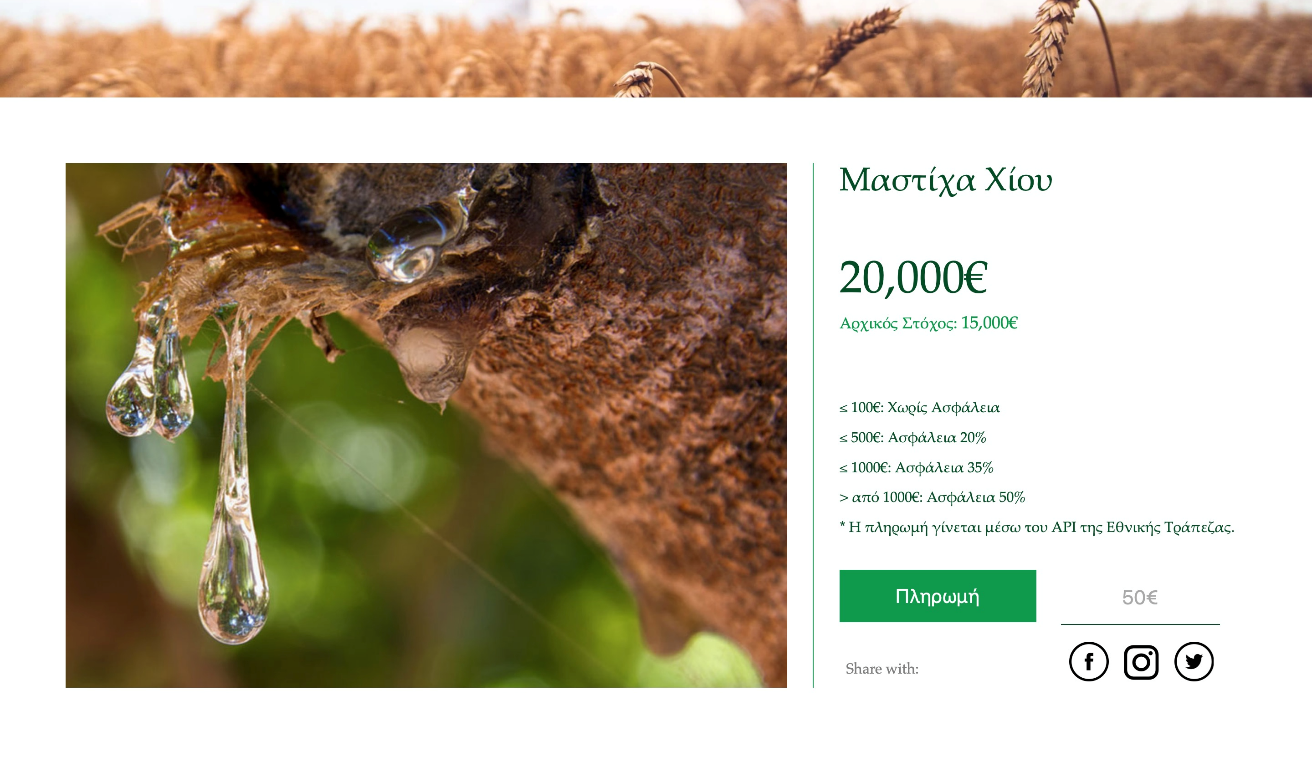 Μαστίχα Χίου
20,000€
Αρχικός Στόχος: 15,000€
≤ 100€: Χωρίς Ασφάλεια
≤ 500€: Ασφάλεια 20%
≤ 1000€: Ασφάλεια 35%
> από 1000€: Ασφάλεια 50%
* Η πληρωμή γίνεται μέσω του API της Εθνικής Τράπεζας.
Πληρωμή
50€
Share with: